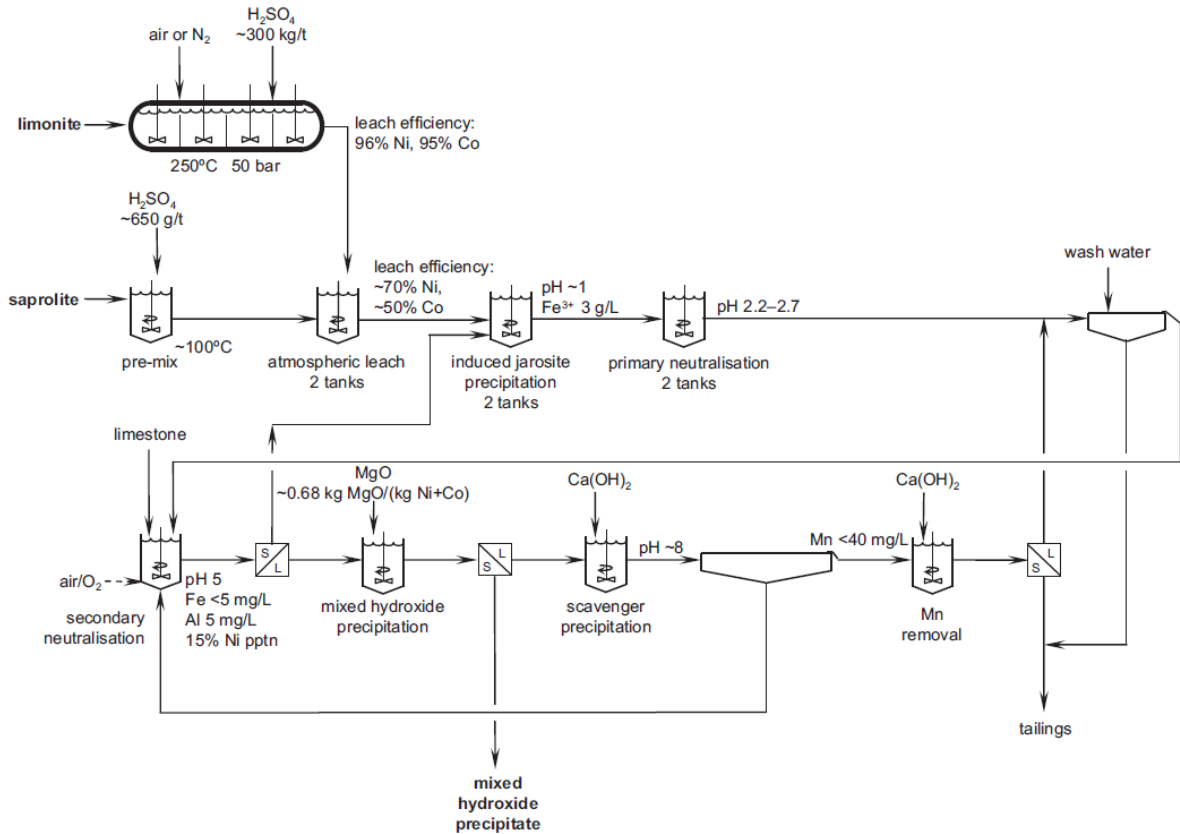 H₂SO₄
~300 kg/t
air or N₂
limonite
leach efficiency:
96% Ni, 95% Co
250ºC 50 bar
H₂SO₄
~650 g/t
saprolite
~100ºC
pre-mix
leach efficiency:
~70% Ni,
~50% Co
atmospheric leach
2 tanks
pH ~1
Fe³⁺ 3 g/L
induced jarosite
precipitation
2 tanks
pH 2.2–2.7
primary neutralisation
2 tanks
wash water
limestone
air/O₂
secondary
neutralisation
pH 5
Fe <5 mg/L
Al 5 mg/L
15% Ni pptn
S
L
MgO
~0.68 kg MgO/(kg Ni+Co)
mixed hydroxide
precipitation
L
S
Ca(OH)₂
pH ~8
scavenger
precipitation
Mn <40 mg/L
Ca(OH)₂
Mn
removal
L
S
tailings
mixed
hydroxide
precipitate